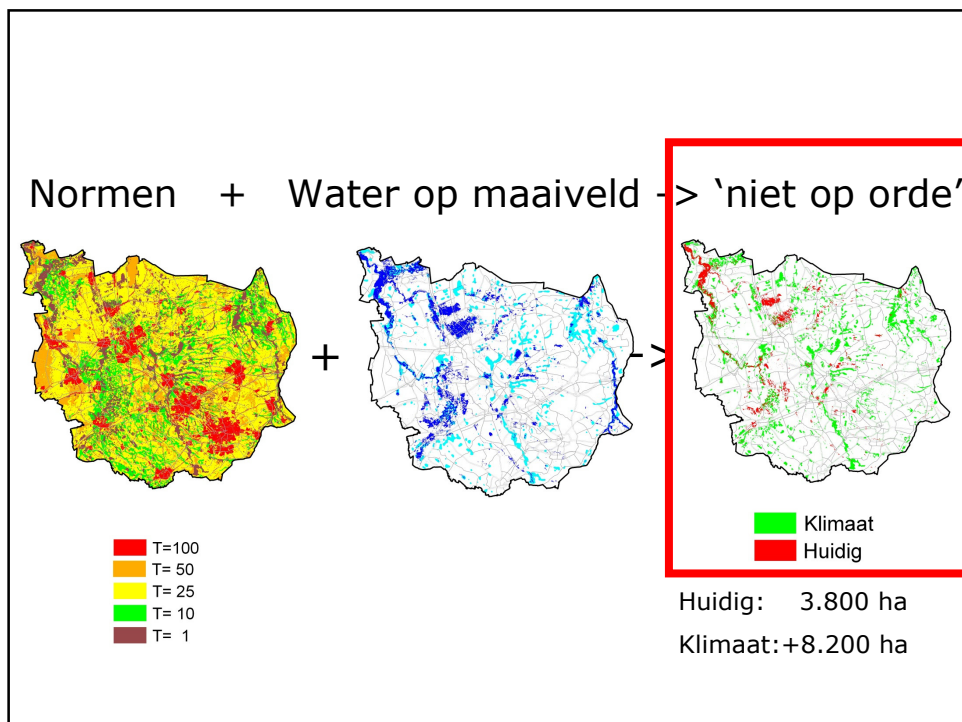 Normen + Water op maaiveld -> ‘niet op orde’
+ ->
T=100
T= 50
T= 25
T= 10
T= 1
Klimaat
Huidig
Huidig: 3.800 ha
Klimaat:+8.200 ha